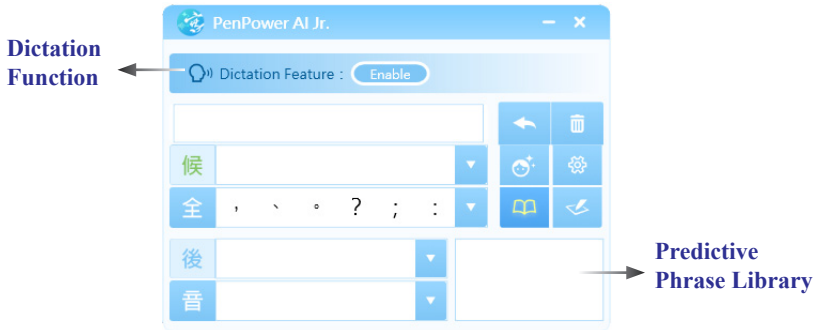 PenPower AI Jr.
Dictation
Function
Dictation Feature : Enable
候
全 ， 、 。 ? ; :
後
音
Predictive
Phrase Library